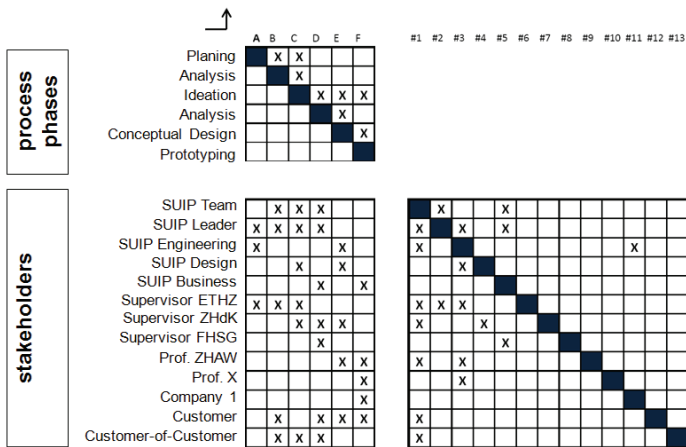 A B C D E F #1 #2 #3 #4 #5 #6 #7 #8 #9 #10 #11 #12 #13
process phases
Planing X X
Analysis X
Ideation X X X
Analysis X
Conceptual Design X
Prototyping
stakeholders
SUIP Team X X X X X
SUIP Leader X X X X X X X
SUIP Engineering X X X X
SUIP Design X X X
SUIP Business X X
Supervisor ETHZ X X X X X X
Supervisor ZHdK X X X X X
Supervisor FHSG X X
Prof. ZHAW X X X X
Prof. X X X
Company 1 X
Customer X X X X X
Customer-of-Customer X X X X